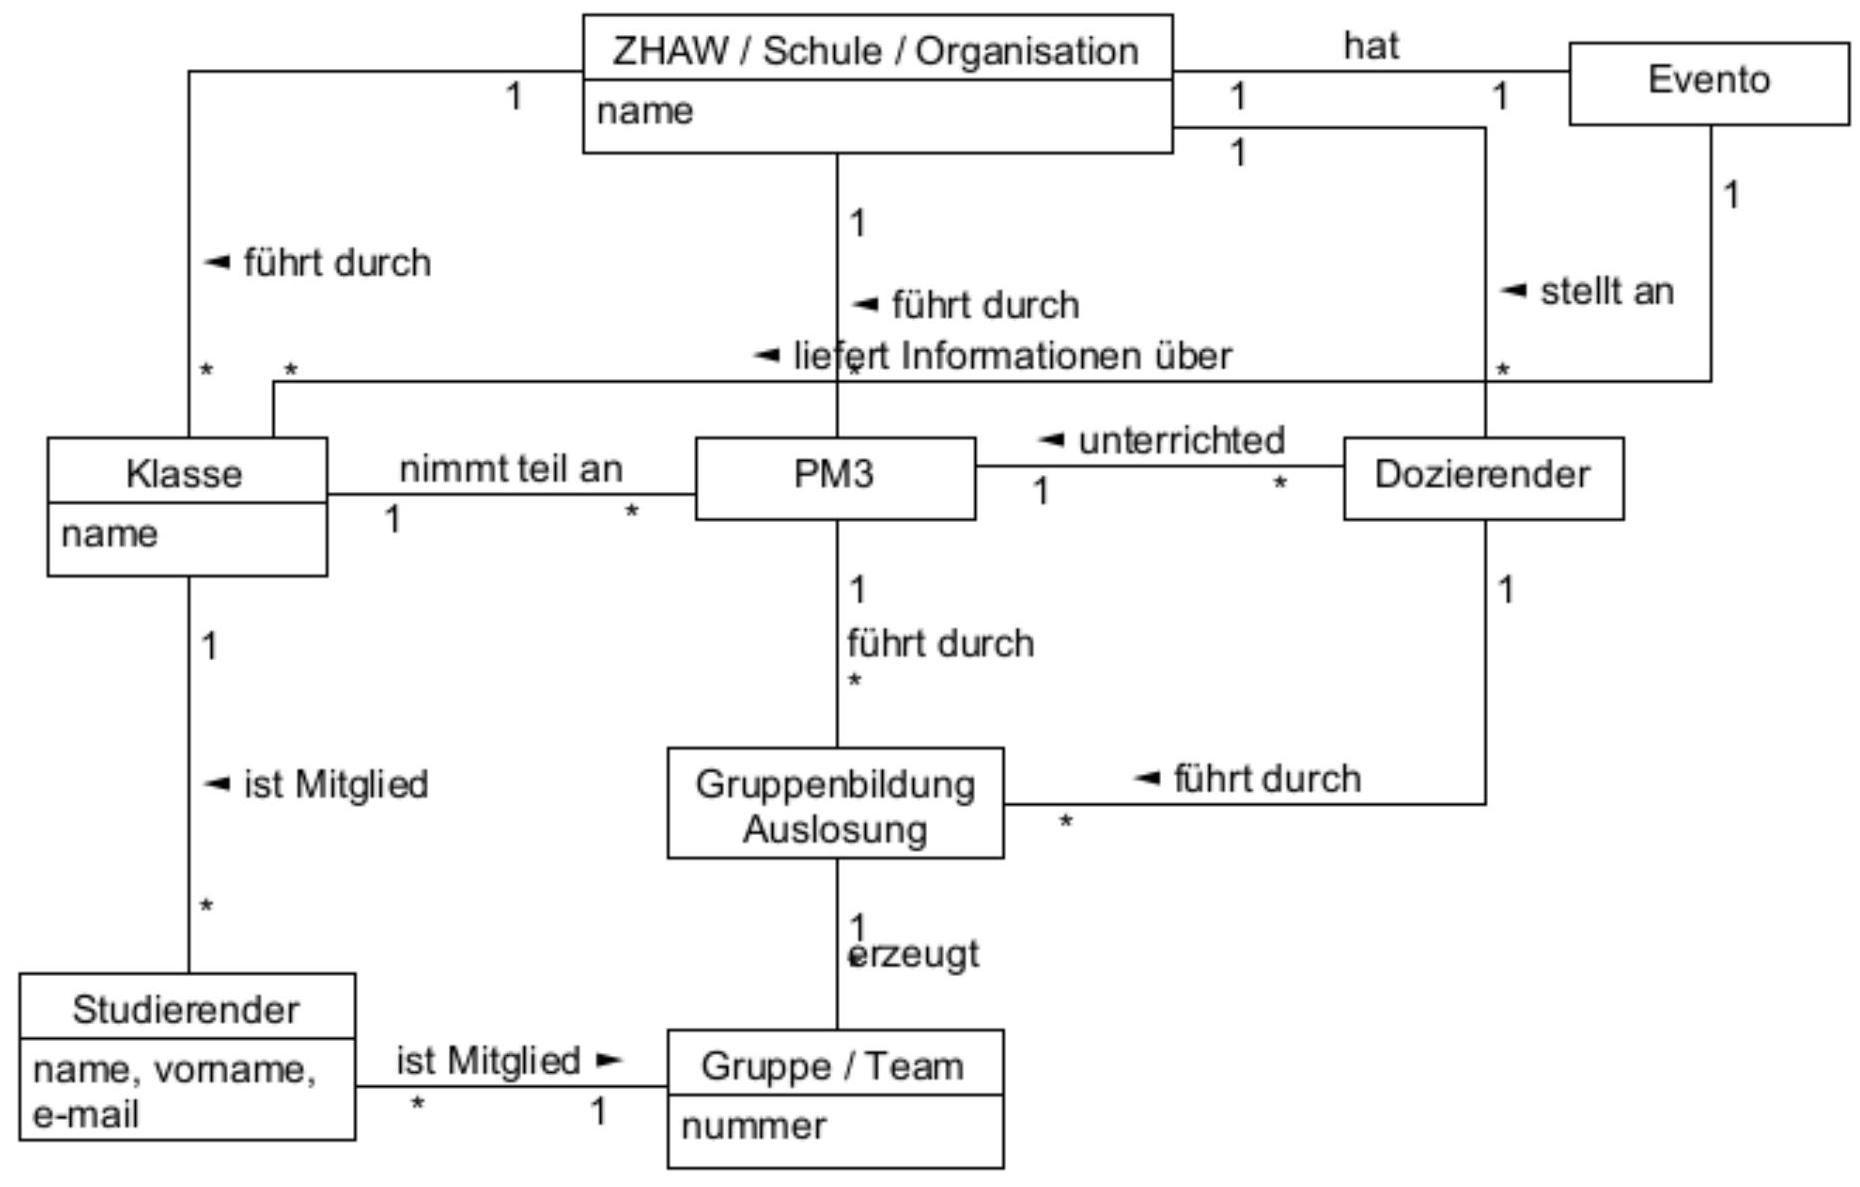 ZHAW / Schule / Organisation
name
hat
Evento
1
1
1
1
1
1
◄ führt durch
◄ führt durch
◄ stellt an
◄ liefert Informationen über
*
*
*
*
Klasse
name
nimmt teil an
1
*
PM3
◄ unterrichted
1
*
Dozierender
1
1
führt durch
*
1
◄ ist Mitglied
*
Gruppenbildung
Auslosung
◄ führt durch
*
1
erzeugt
*
Studierender
name, vorname,
e-mail
ist Mitglied ►
*
1
Gruppe / Team
nummer